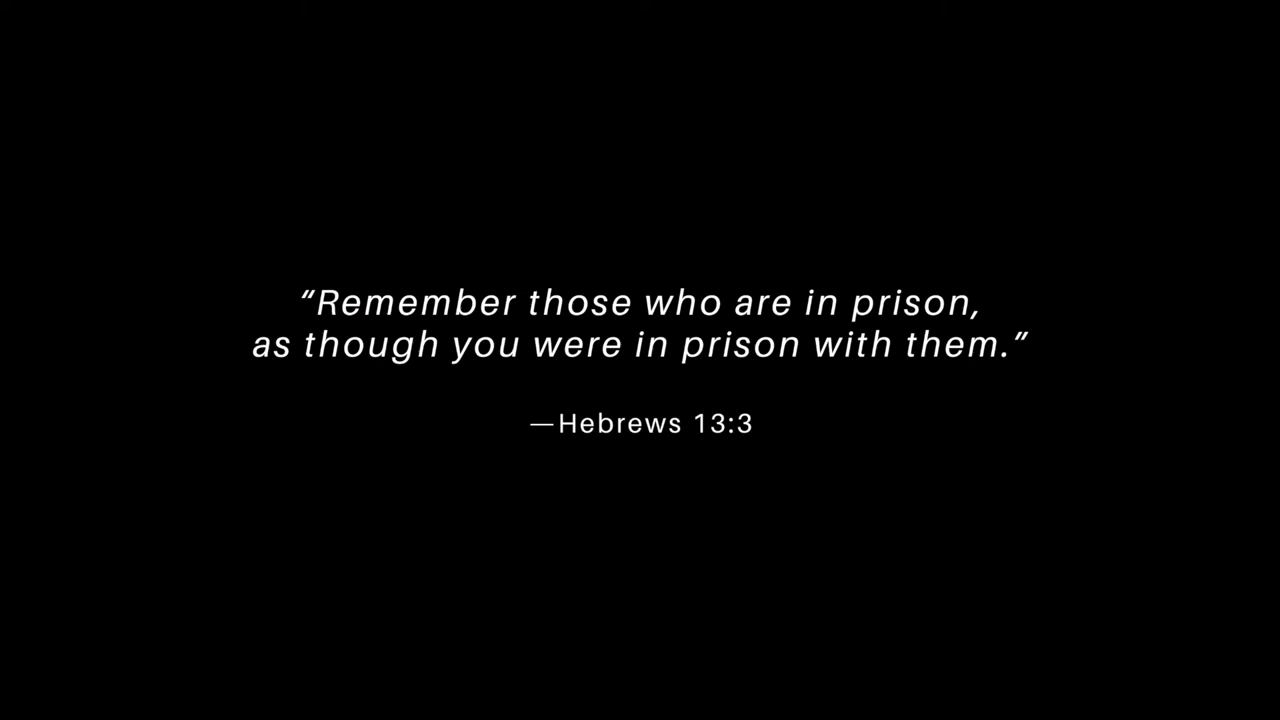 “Remember those who are in prison,
as though you were in prison with them.”
—Hebrews 13:3